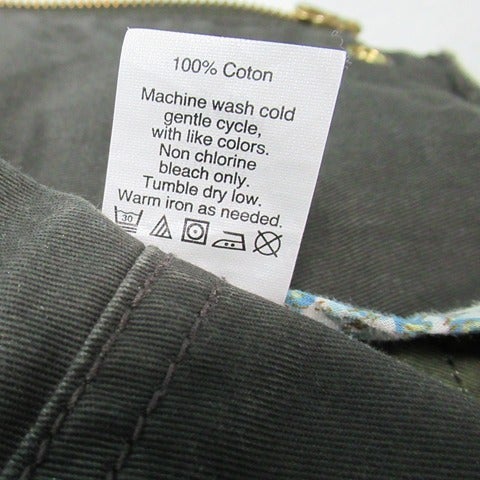 100% Coton
Machine wash cold
gentle cycle,
with like colors.
Non chlorine
bleach only.
Tumble dry low.
Warm iron as needed.
30